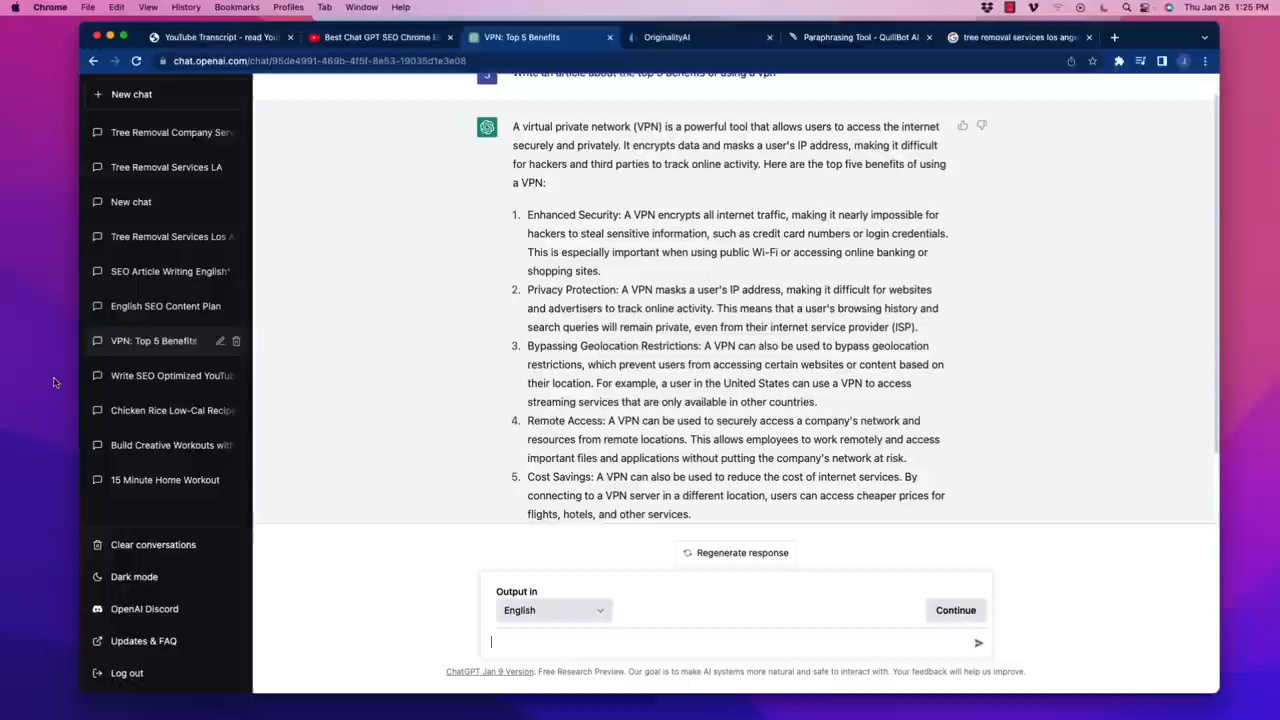 Chrome File Edit View History Bookmarks Profiles Tab Window Help Thu Jan 26 1:25 PM
YouTube Transcript - read You
Best Chat GPT SEO Chrome E
VPN: Top 5 Benefits
OriginalityAI
Paraphrasing Tool - QuillBot AI
tree removal services los ange
chat.openai.com/chat/95de4991-469b-4f5f-8e53-19035d1e3e08
New chat
Tree Removal Company Serv
Tree Removal Services LA
New chat
Tree Removal Services Los A
SEO Article Writing English*
English SEO Content Plan
VPN: Top 5 Benefits
Write SEO Optimized YouTub
Chicken Rice Low-Cal Recipe
Build Creative Workouts with
15 Minute Home Workout
Clear conversations
Dark mode
OpenAI Discord
Updates & FAQ
Log out
J Write an article about the top 5 benefits of using a vpn
A virtual private network (VPN) is a powerful tool that allows users to access the internet
securely and privately. It encrypts data and masks a user's IP address, making it difficult
for hackers and third parties to track online activity. Here are the top five benefits of using
a VPN:
1. Enhanced Security: A VPN encrypts all internet traffic, making it nearly impossible for
hackers to steal sensitive information, such as credit card numbers or login credentials.
This is especially important when using public Wi-Fi or accessing online banking or
shopping sites.
2. Privacy Protection: A VPN masks a user's IP address, making it difficult for websites
and advertisers to track online activity. This means that a user's browsing history and
search queries will remain private, even from their internet service provider (ISP).
3. Bypassing Geolocation Restrictions: A VPN can also be used to bypass geolocation
restrictions, which prevent users from accessing certain websites or content based on
their location. For example, a user in the United States can use a VPN to access
streaming services that are only available in other countries.
4. Remote Access: A VPN can be used to securely access a company's network and
resources from remote locations. This allows employees to work remotely and access
important files and applications without putting the company's network at risk.
5. Cost Savings: A VPN can also be used to reduce the cost of internet services. By
connecting to a VPN server in a different location, users can access cheaper prices for
flights, hotels, and other services.
Regenerate response
Output in
English
Continue
ChatGPT Jan 9 Version. Free Research Preview. Our goal is to make AI systems more natural and safe to interact with. Your feedback will help us improve.